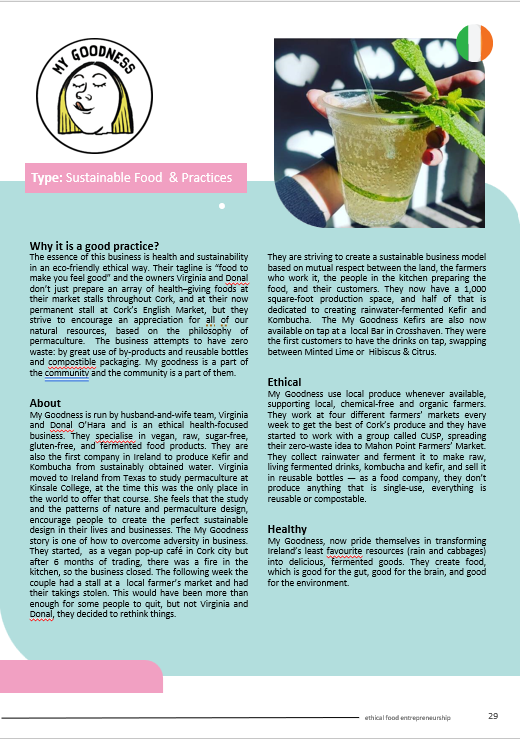 MY GOODNESS
Type: Sustainable Food & Practices
Why it is a good practice?
The essence of this business is health and sustainability
in an eco-friendly ethical way. Their tagline is “food to
make you feel good” and the owners Virginia and Donal
don’t just prepare an array of health–giving foods at
their market stalls throughout Cork, and at their now
permanent stall at Cork’s English Market, but they
strive to encourage an appreciation for all of our
natural resources, based on the philosophy of
permaculture. The business attempts to have zero
waste: by great use of by-products and reusable bottles
and compostible packaging. My goodness is a part of
the community and the community is a part of them.
About
My Goodness is run by husband-and-wife team, Virginia
and Donal O’Hara and is an ethical health-focused
business. They specialise in vegan, raw, sugar-free,
gluten-free, and fermented food products. They are
also the first company in Ireland to produce Kefir and
Kombucha from sustainably obtained water. Virginia
moved to Ireland from Texas to study permaculture at
Kinsale College, at the time this was the only place in
the world to offer that course. She feels that the study
and the patterns of nature and permaculture design,
encourage people to create the perfect sustainable
design in their lives and businesses. The My Goodness
story is one of how to overcome adversity in business.
They started, as a vegan pop-up café in Cork city but
after 6 months of trading, there was a fire in the
kitchen, so the business closed. The following week the
couple had a stall at a local farmer’s market and had
their takings stolen. This would have been more than
enough for some people to quit, but not Virginia and
Donal, they decided to rethink things.
They are striving to create a sustainable business model
based on mutual respect between the land, the farmers
who work it, the people in the kitchen preparing the
food, and their customers. They now have a 1,000
square-foot production space, and half of that is
dedicated to creating rainwater-fermented Kefir and
Kombucha. The My Goodness Kefirs are also now
available on tap at a local Bar in Crosshaven. They were
the first customers to have the drinks on tap, swapping
between Minted Lime or Hibiscus & Citrus.
Ethical
My Goodness use local produce whenever available,
supporting local, chemical-free and organic farmers.
They work at four different farmers’ markets every
week to get the best of Cork’s produce and they have
started to work with a group called CUSP, spreading
their zero-waste idea to Mahon Point Farmers’ Market.
They collect rainwater and ferment it to make raw,
living fermented drinks, kombucha and kefir, and sell it
in reusable bottles — as a food company, they don’t
produce anything that is single-use, everything is
reusable or compostable.
Healthy
My Goodness, now pride themselves in transforming
Ireland’s least favourite resources (rain and cabbages)
into delicious, fermented goods. They create food,
which is good for the gut, good for the brain, and good
for the environment.
ethical food entrepreneurship
29